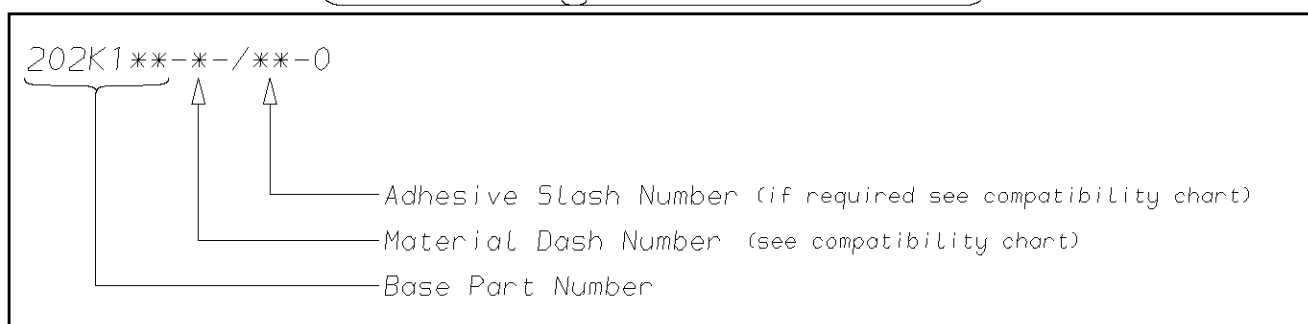 202K1**-*-/**-0
Adhesive Slash Number (if required see compatibility chart)
Material Dash Number (see compatibility chart)
Base Part Number